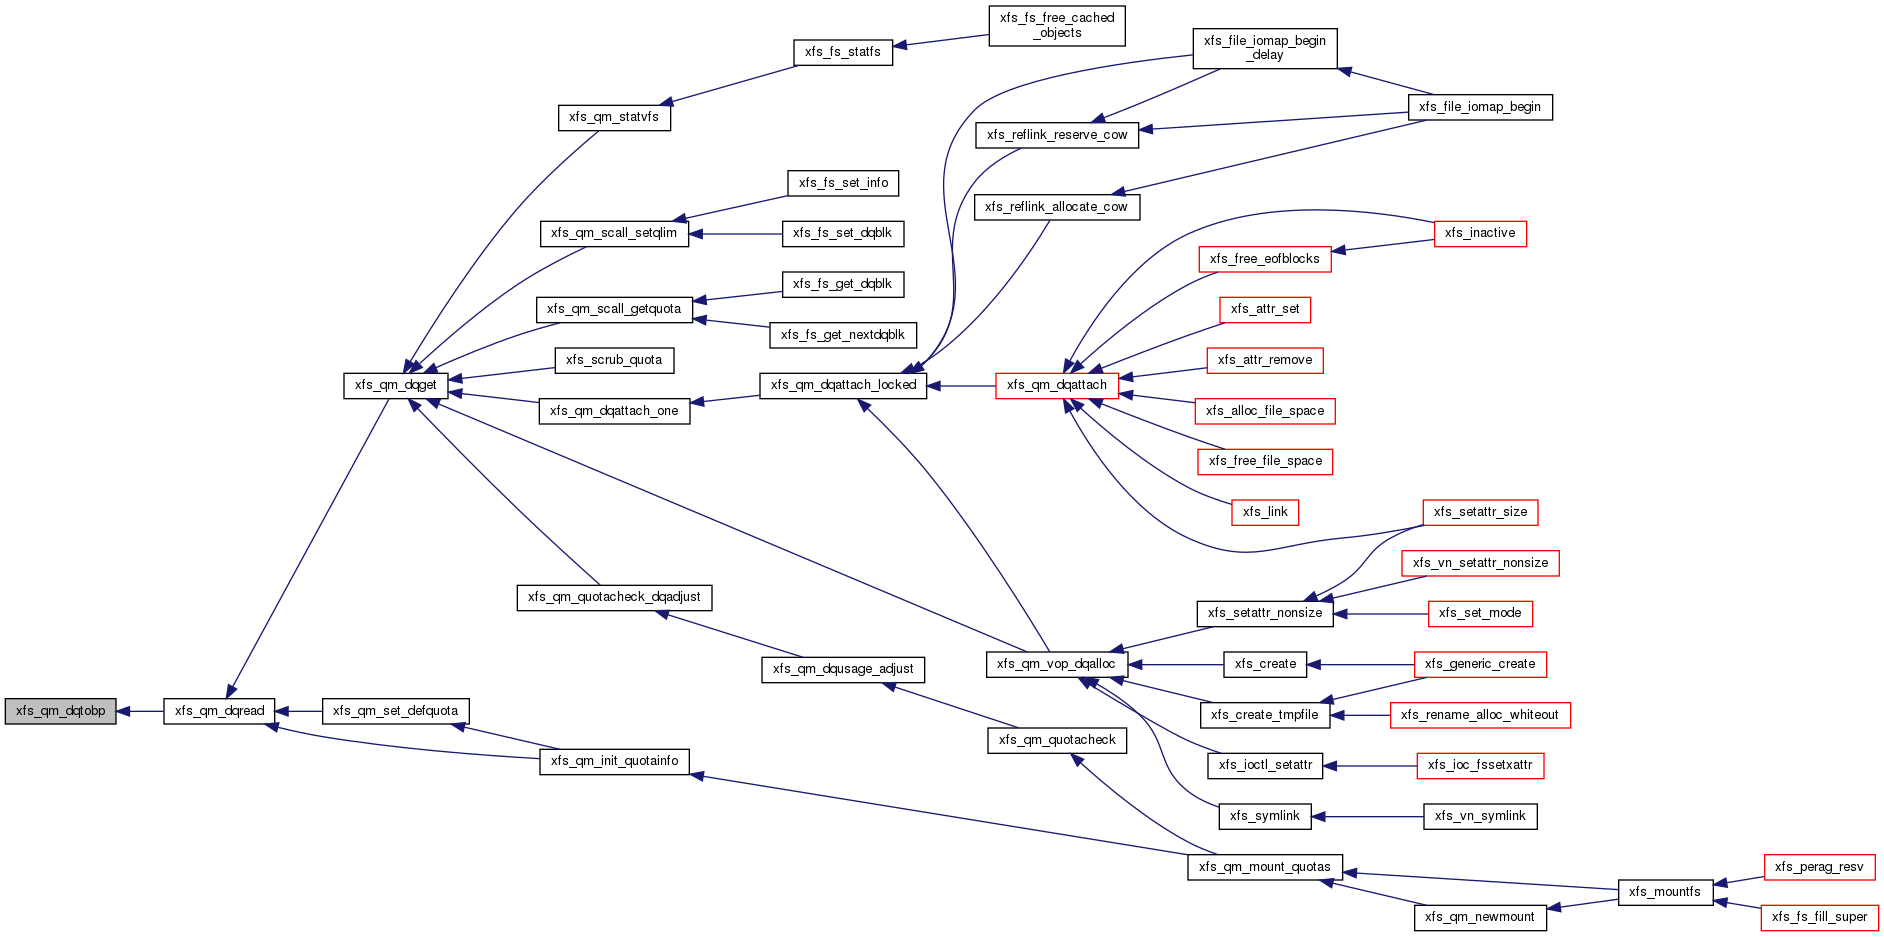 xfs_fs_free_cached
_objects
xfs_fs_statfs
xfs_file_iomap_begin
_delay
xfs_qm_statvfs
xfs_file_iomap_begin
xfs_reflink_reserve_cow
xfs_fs_set_info
xfs_reflink_allocate_cow
xfs_qm_scall_setqlim
xfs_fs_set_dqblk
xfs_inactive
xfs_free_eofblocks
xfs_fs_get_dqblk
xfs_qm_scall_getquota
xfs_attr_set
xfs_fs_get_nextdqblk
xfs_scrub_quota
xfs_attr_remove
xfs_qm_dqget
xfs_qm_dqattach_locked
xfs_qm_dqattach
xfs_qm_dqattach_one
xfs_alloc_file_space
xfs_free_file_space
xfs_link
xfs_setattr_size
xfs_vn_setattr_nonsize
xfs_qm_quotacheck_dqadjust
xfs_setattr_nonsize
xfs_set_mode
xfs_qm_dqusage_adjust
xfs_qm_vop_dqalloc
xfs_create
xfs_generic_create
xfs_qm_dqtobp
xfs_qm_dqread
xfs_qm_set_defquota
xfs_create_tmpfile
xfs_rename_alloc_whiteout
xfs_qm_quotacheck
xfs_qm_init_quotainfo
xfs_ioctl_setattr
xfs_ioc_fssetxattr
xfs_symlink
xfs_vn_symlink
xfs_qm_mount_quotas
xfs_perag_resv
xfs_mountfs
xfs_qm_newmount
xfs_fs_fill_super